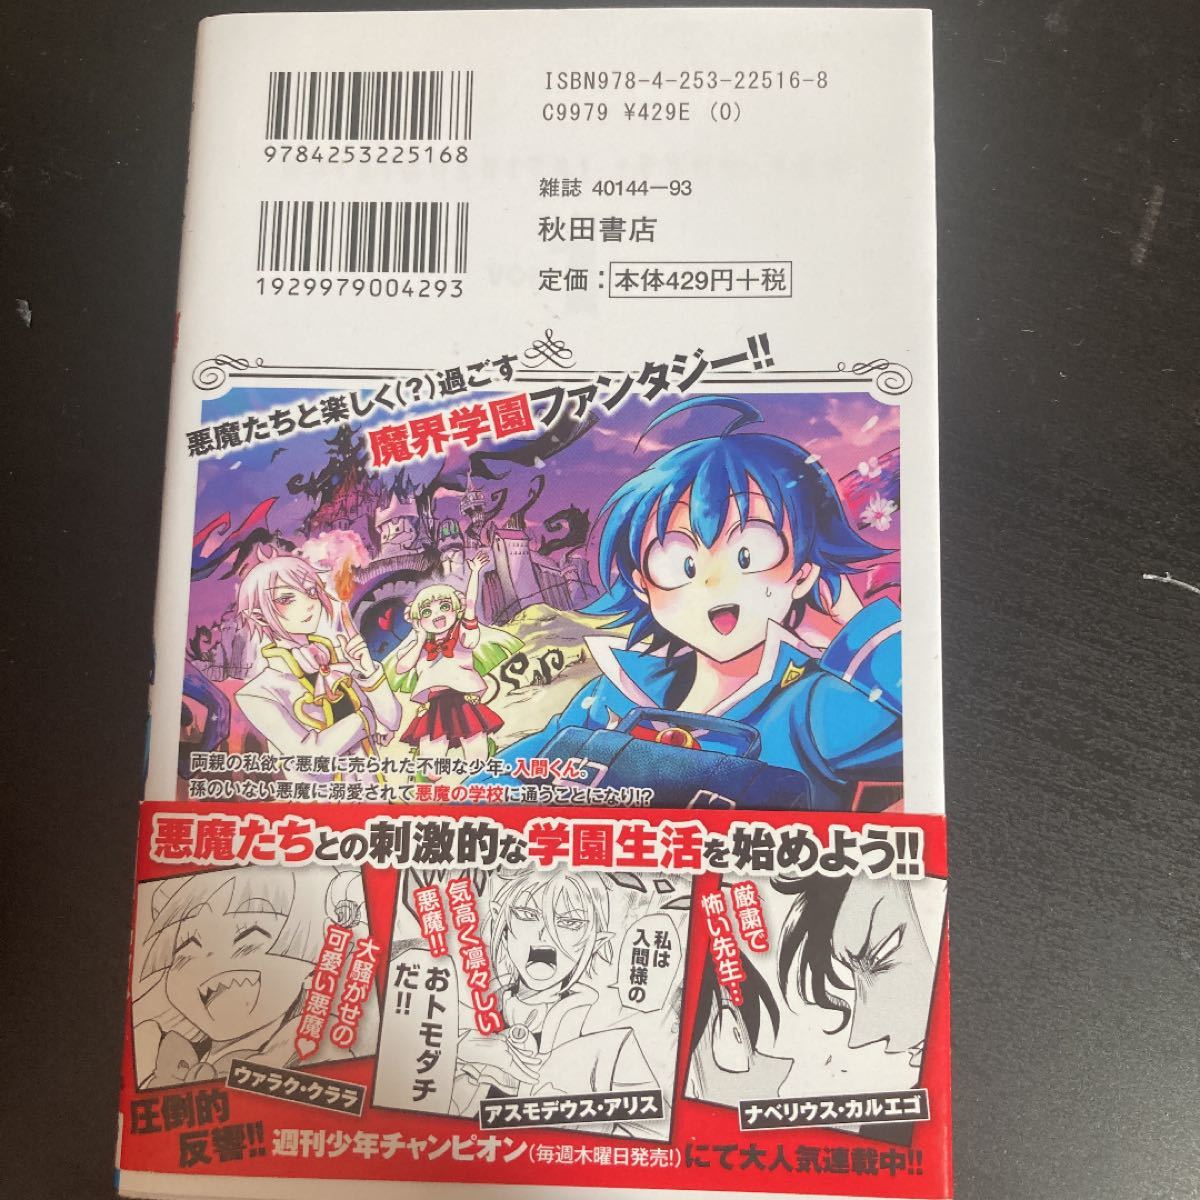 ISBN978-4-253-22516-8
C9979 ¥429E (0)
9784253225168
雑誌 40144-93
秋田書店
1929979004293
定価：本体429円+税
悪魔たちと楽しく(?)過ごす
魔界学園ファンタジー!!
両親の私欲で悪魔に売られた不憫な少年・入間くん。
孫のいない悪魔に溺愛されて悪魔の学校に通うことになり!?
悪魔たちとの刺激的な学園生活を始めよう!!
大騒がせの
可愛い悪魔♥
ウァラク・クララ
気高く凛々しい
悪魔!!
私は
入間様の
おトモダチ
だ!!
アスモデウス・アリス
厳粛で
怖い先生…
ナベリウス・カルエゴ
圧倒的
反響!!
週刊少年チャンピオン(毎週木曜日発売!)にて大人気連載中!!